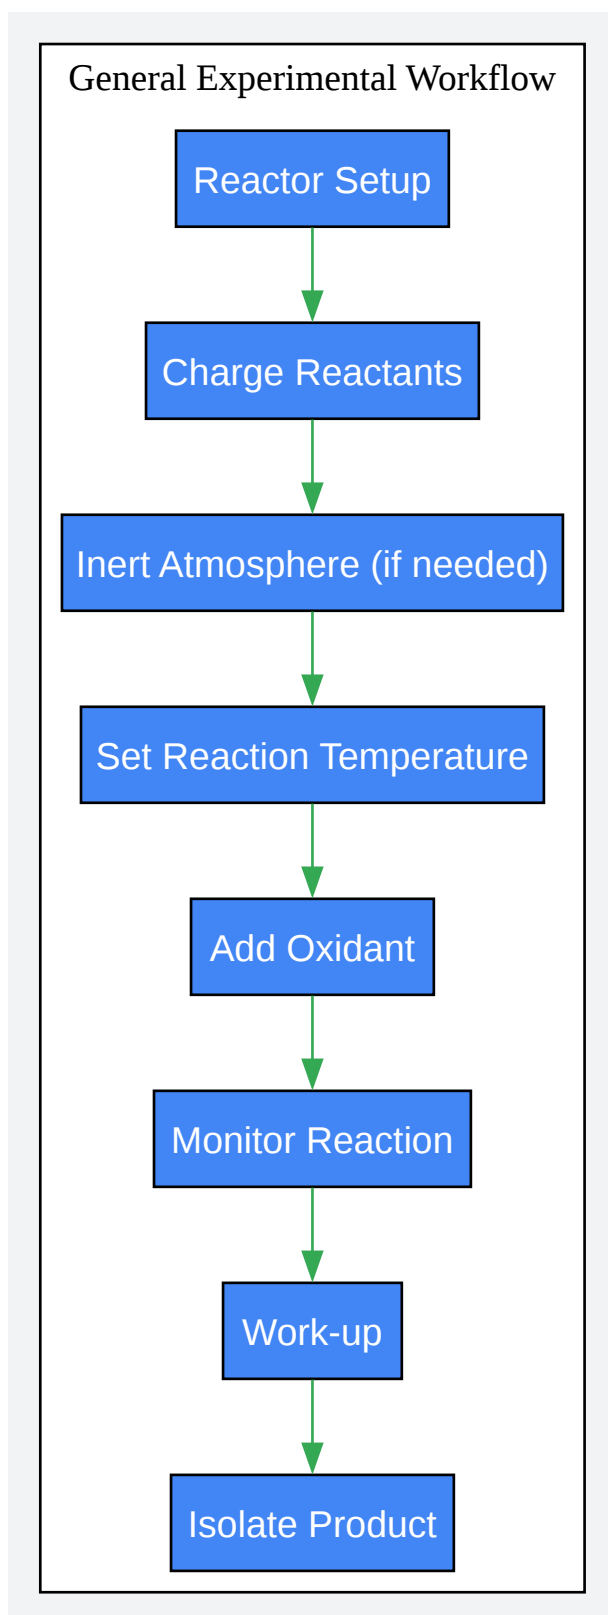 General Experimental Workflow
Reactor Setup
Charge Reactants
Inert Atmosphere (if needed)
Set Reaction Temperature
Add Oxidant
Monitor Reaction
Work-up
Isolate Product